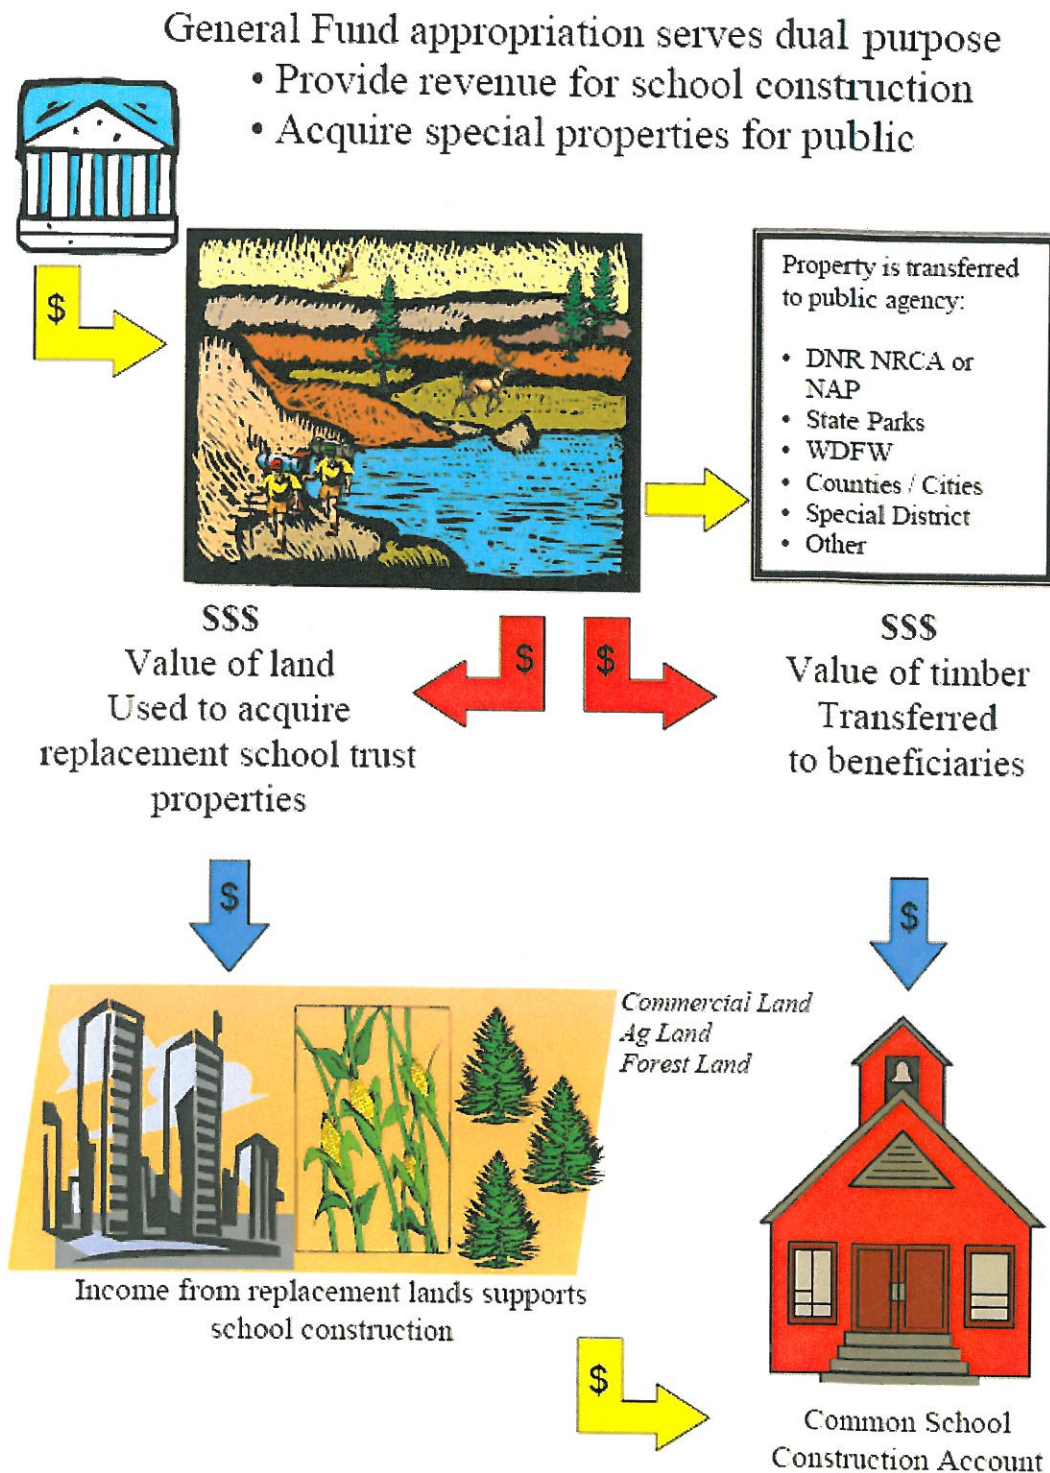 General Fund appropriation serves dual purpose
• Provide revenue for school construction
• Acquire special properties for public
$
Property is transferred
to public agency:
• DNR NRCA or
NAP
• State Parks
• WDFW
• Counties / Cities
• Special District
• Other
$$$
Value of land
Used to acquire
replacement school trust
properties
$
$
$$$
Value of timber
Transferred
to beneficiaries
$
$
Commercial Land
Ag Land
Forest Land
Income from replacement lands supports
school construction
$
Common School
Construction Account